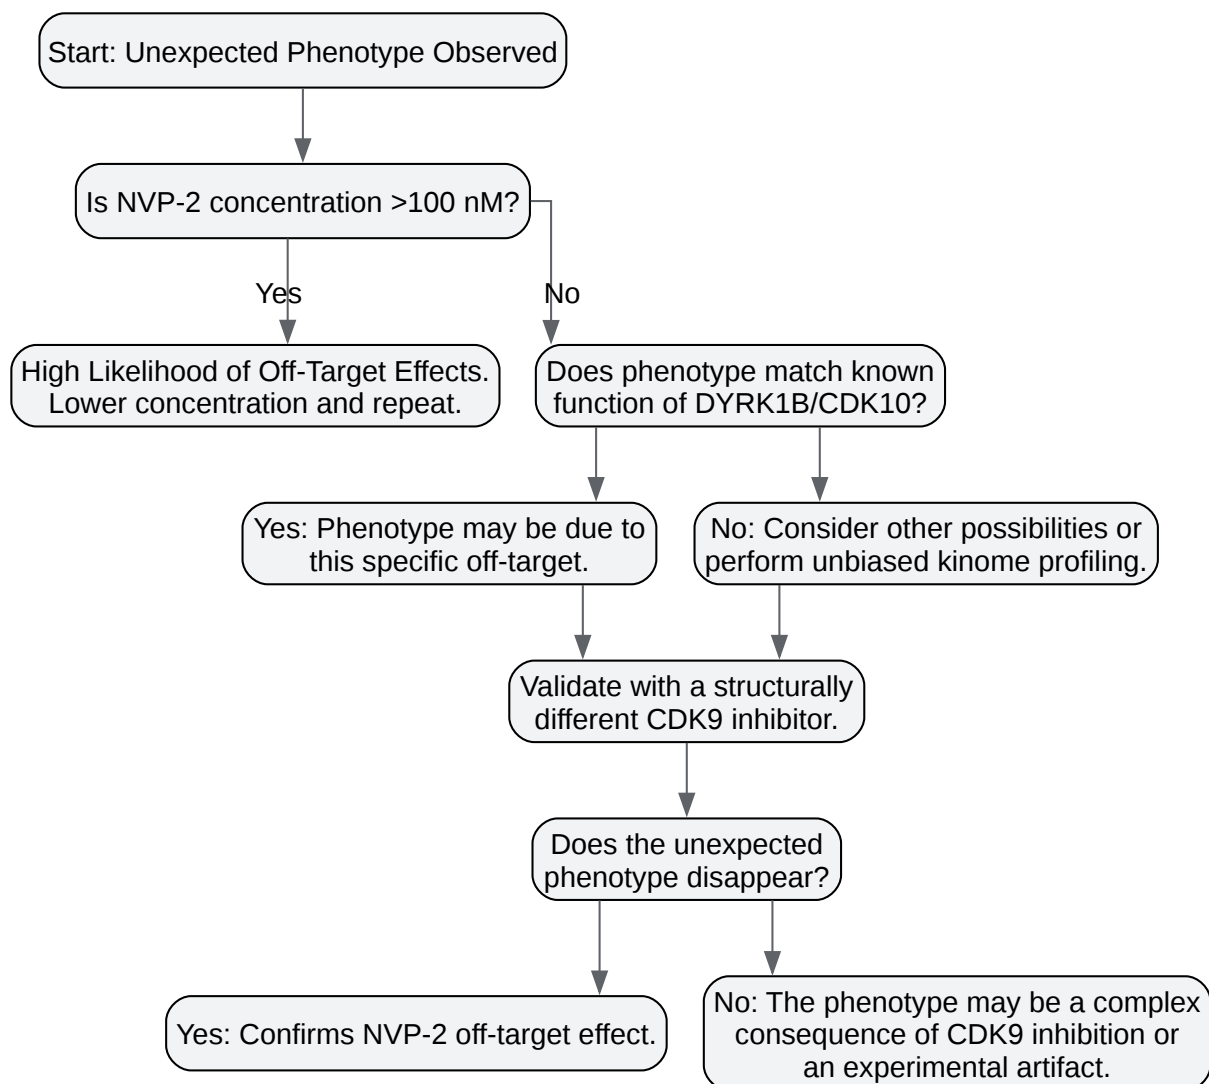 Start: Unexpected Phenotype Observed
Is NVP-2 concentration >100 nM?
Yes
No
High Likelihood of Off-Target Effects.
Lower concentration and repeat.
Does phenotype match known
function of DYRK1B/CDK10?
Yes: Phenotype may be due to
this specific off-target.
No: Consider other possibilities or
perform unbiased kinome profiling.
Validate with a structurally
different CDK9 inhibitor.
Does the unexpected
phenotype disappear?
Yes: Confirms NVP-2 off-target effect.
No: The phenotype may be a complex
consequence of CDK9 inhibition or
an experimental artifact.